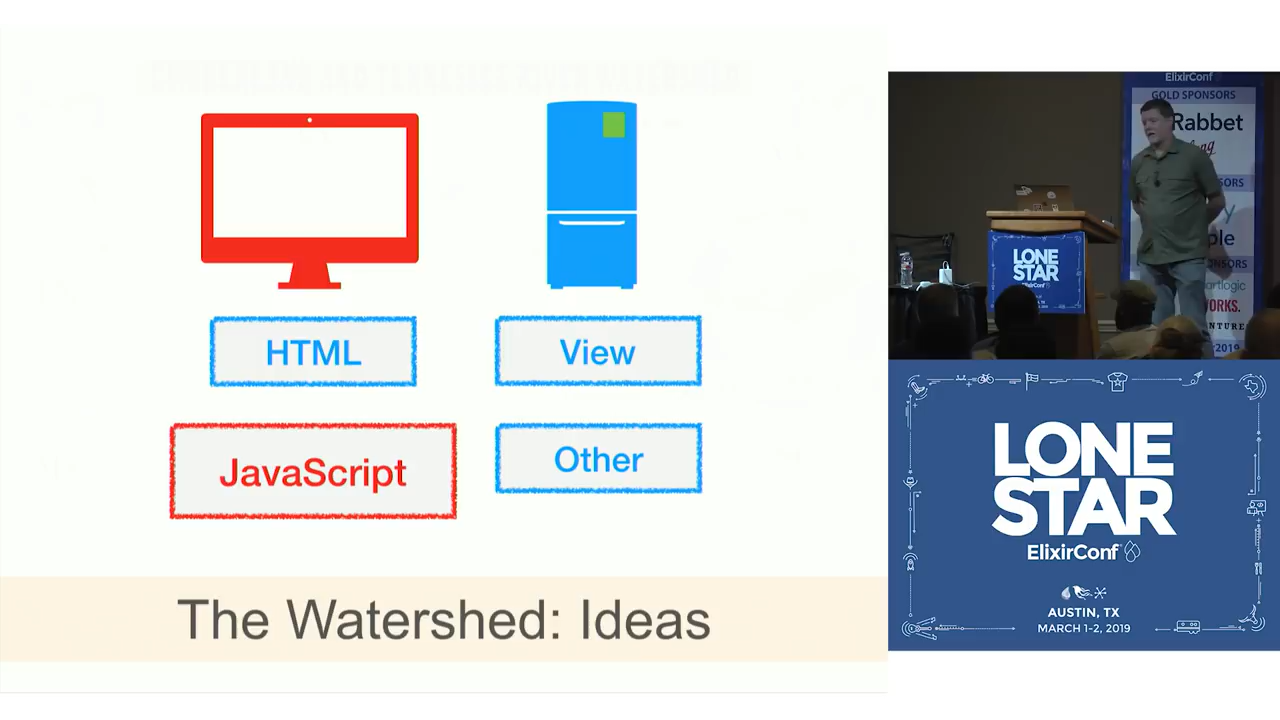 HTML
View
JavaScript
Other
The Watershed: Ideas
ElixirConf
GOLD SPONSORS
Rabbet
LONE
STAR
ElixirConf
LONE
STAR
ElixirConf
AUSTIN, TX
MARCH 1-2, 2019